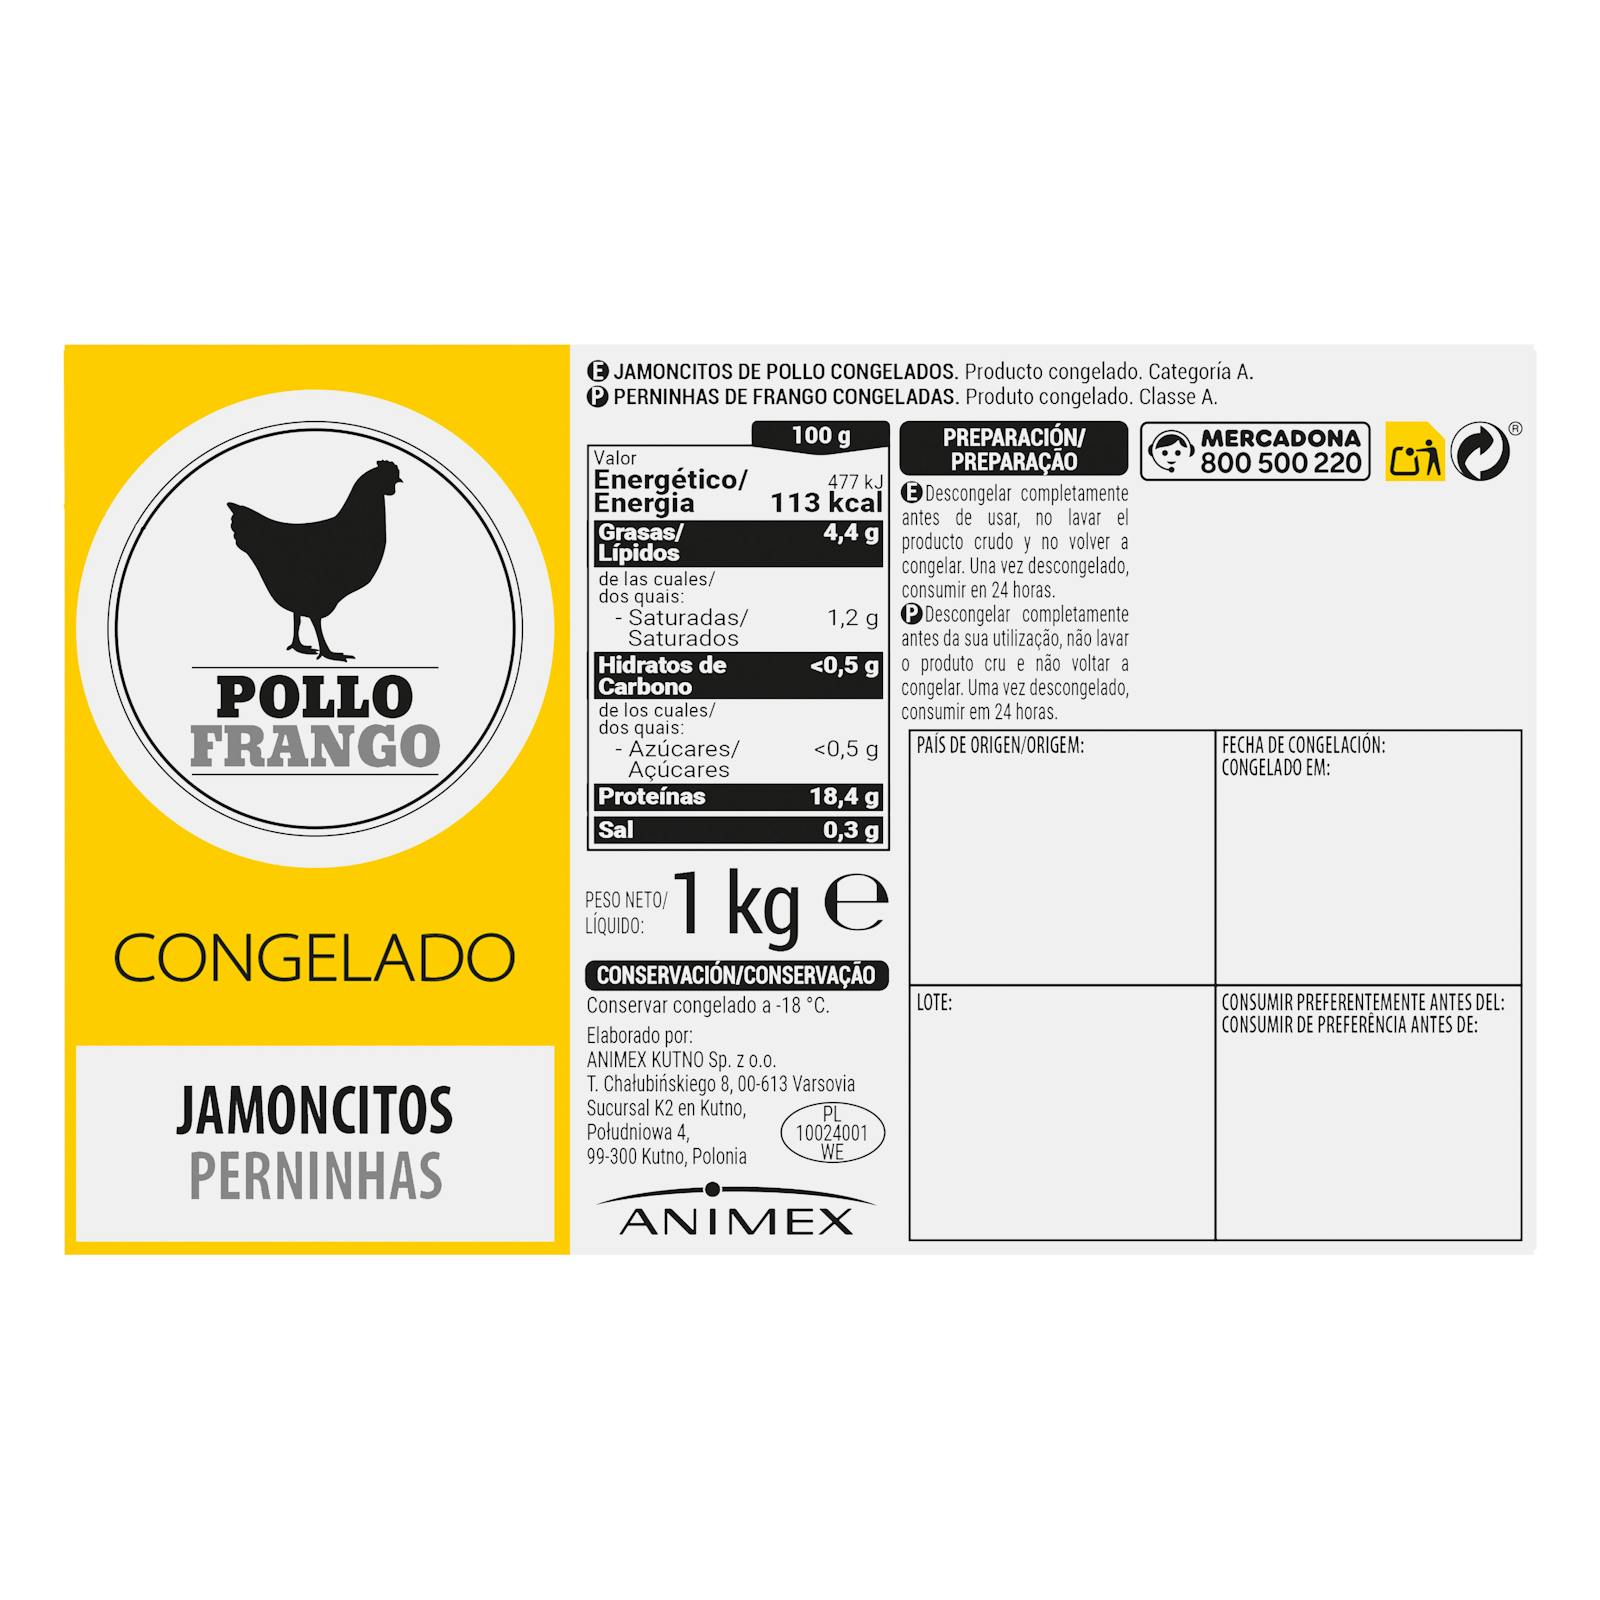 POLLO
FRANGO
CONGELADO
JAMONCITOS
PERNINHAS
E JAMONCITOS DE POLLO CONGELADOS. Producto congelado. Categoría A.
P PERNINHAS DE FRANGO CONGELADAS. Produto congelado. Classe A.
100 g
Valor
Energético/
Energia
477 kJ
113 kcal
Grasas/
Lípidos
4,4 g
de las cuales/
dos quais:
- Saturadas/
Saturados
1,2 g
Hidratos de
Carbono
<0,5 g
de los cuales/
dos quais:
- Azúcares/
Açúcares
<0,5 g
Proteínas
18,4 g
Sal
0,3 g
PESO NETO/
LÍQUIDO:
1 kg e
CONSERVACIÓN/CONSERVAÇÃO
Conservar congelado a -18 °C.
Elaborado por:
ANIMEX KUTNO Sp. z o.o.
T. Chałubińskiego 8, 00-613 Varsovia
Sucursal K2 en Kutno,
Południowa 4,
99-300 Kutno, Polonia
PL
10024001
WE
ANIMEX
PREPARACIÓN/
PREPARAÇÃO
E Descongelar completamente
antes de usar, no lavar el
producto crudo y no volver a
congelar. Una vez descongelado,
consumir en 24 horas.
P Descongelar completamente
antes da sua utilização, não lavar
o produto cru e não voltar a
congelar. Uma vez descongelado,
consumir em 24 horas.
MERCADONA
800 500 220
®
PAÍS DE ORIGEN/ORIGEM:
FECHA DE CONGELACIÓN:
CONGELADO EM:
LOTE:
CONSUMIR PREFERENTEMENTE ANTES DEL:
CONSUMIR DE PREFERÊNCIA ANTES DE: